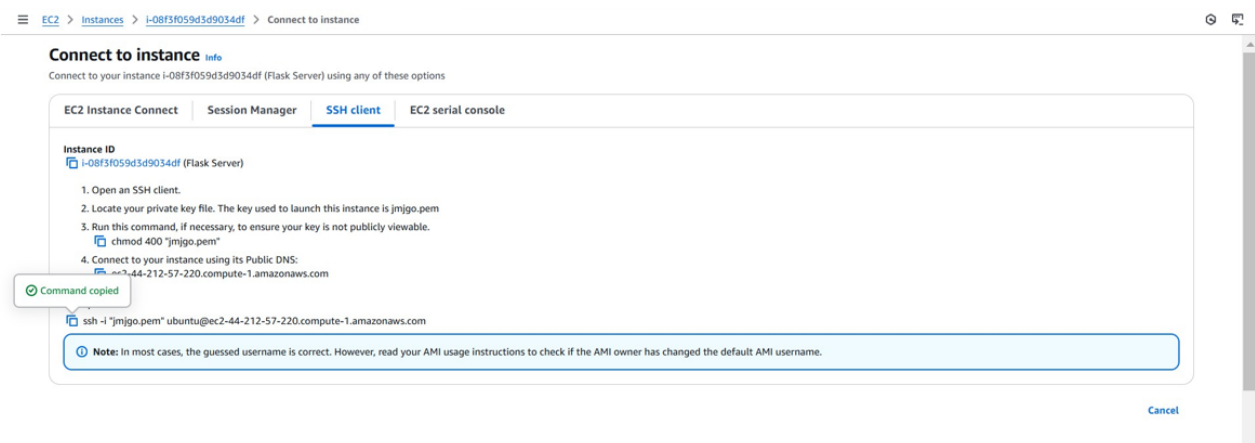 EC2 > Instances > i-08f3f059d3d9034df > Connect to instance
Connect to instance Info
Connect to your instance i-08f3f059d3d9034df (Flask Server) using any of these options
EC2 Instance Connect Session Manager SSH client EC2 serial console
Instance ID
i-08f3f059d3d9034df (Flask Server)
1. Open an SSH client.
2. Locate your private key file. The key used to launch this instance is jmjgo.pem
3. Run this command, if necessary, to ensure your key is not publicly viewable.
chmod 400 "jmjgo.pem"
4. Connect to your instance using its Public DNS:
ec2-44-212-57-220.compute-1.amazonaws.com
Command copied
ssh -i "jmjgo.pem" ubuntu@ec2-44-212-57-220.compute-1.amazonaws.com
Note: In most cases, the guessed username is correct. However, read your AMI usage instructions to check if the AMI owner has changed the default AMI username.
Cancel